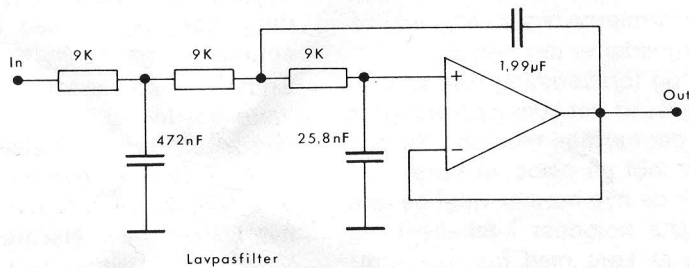 9K
9K
9K
In
1,99µF
+
−
Out
472nF
25.8nF
Lavpasfilter